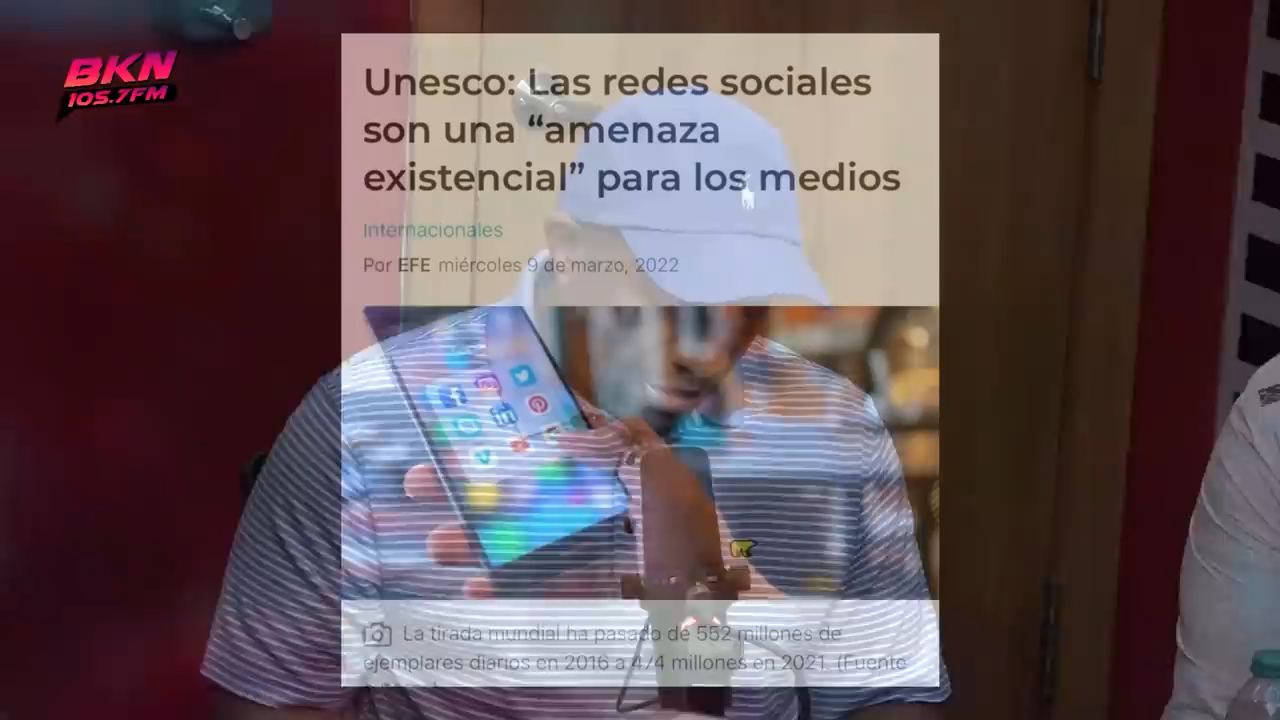 BKN
105.7FM
Unesco: Las redes sociales
son una “amenaza
existencial” para los medios
Internacionales
Por EFE miércoles 9 de marzo, 2022
La tirada mundial ha pasado de 552 millones de
ejemplares diarios en 2016 a 474 millones en 2021. (Fuente